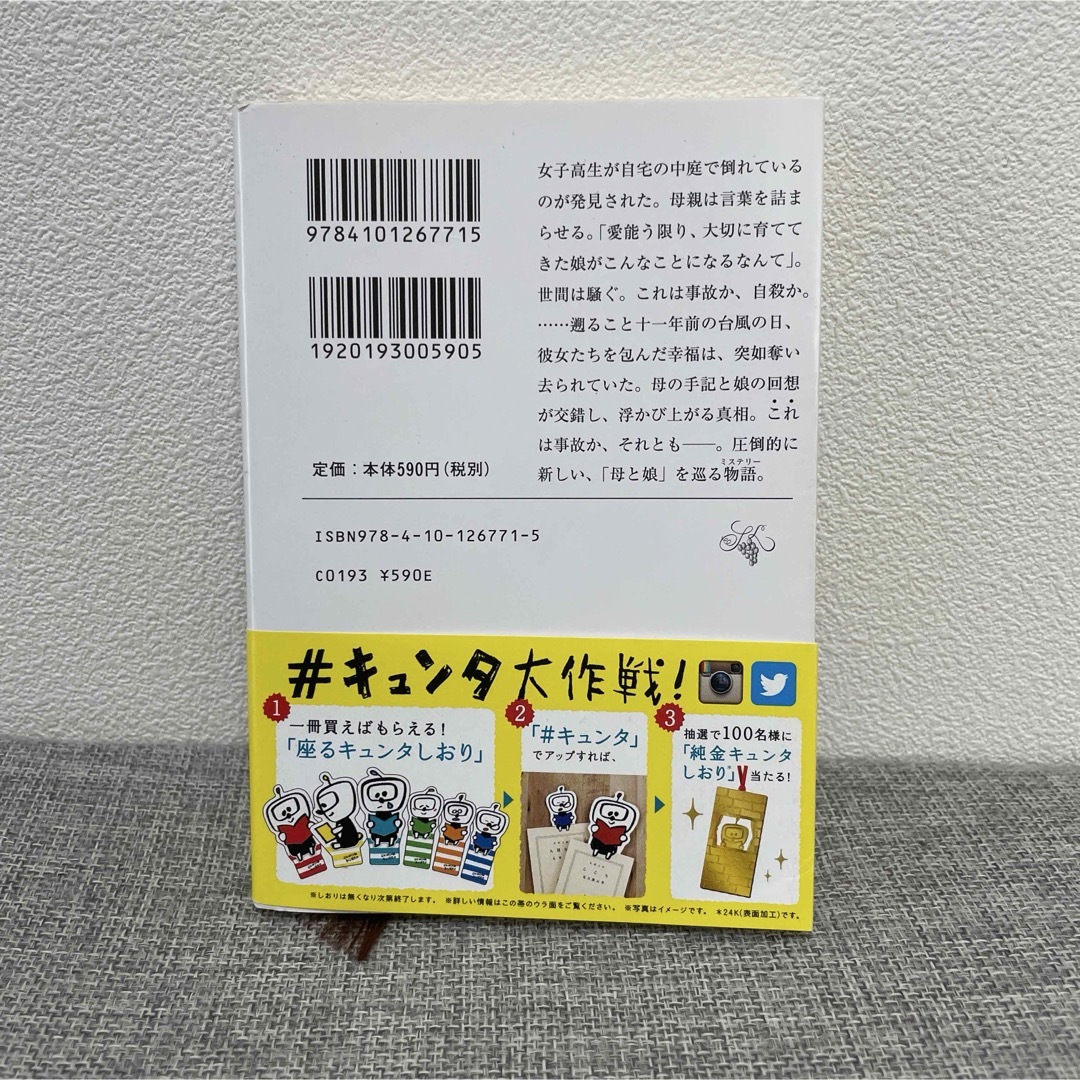 9784101267715
1920193005905
定価：本体590円(税別)
女子高生が自宅の中庭で倒れている
のが発見された。母親は言葉を詰ま
らせる。「愛能う限り、大切に育てて
きた娘がこんなことになるなんて」。
世間は騒ぐ。これは事故か、自殺か。
……遡ること十一年前の台風の日、
彼女たちを包んだ幸福は、突如奪い
去られていた。母の手記と娘の回想
が交錯し、浮かび上がる真相。これ
は事故か、それとも――。圧倒的に
ミステリー
新しい、「母と娘」を巡る物語。
ISBN978-4-10-126771-5
C0193 ¥590E
#キュンタ大作戦!
1
一冊買えばもらえる!
「座るキュンタしおり」
2
「#キュンタ」
でアップすれば、
3
抽選で100名様に
「純金キュンタ
しおり」*当たる!
こころ
※しおりは無くなり次第終了します。 ※詳しい情報はこの帯のウラ面をご覧ください。 ※写真はイメージです。 *24K(表面加工)です。